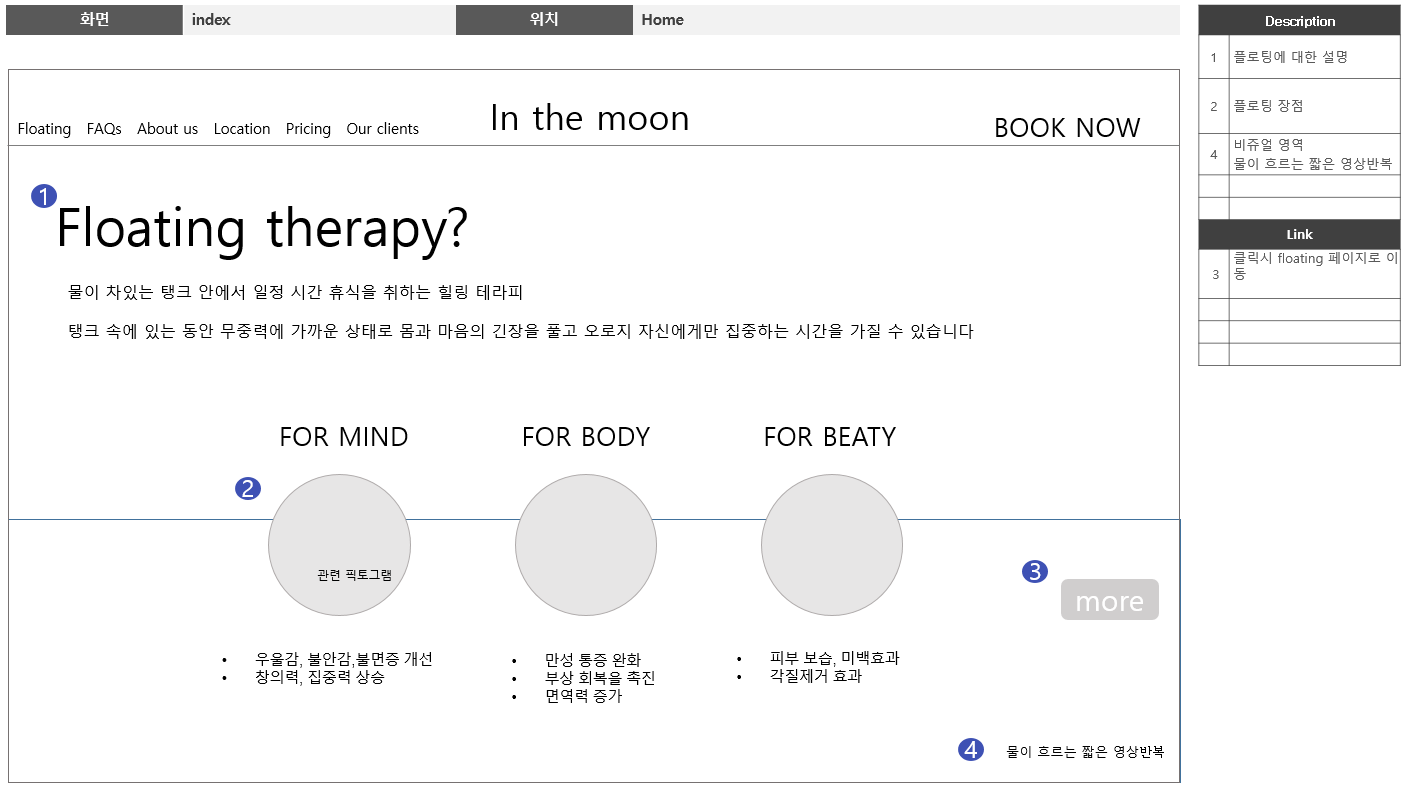 화면 index 위치 Home
Floating FAQs About us Location Pricing Our clients In the moon BOOK NOW
1
Floating therapy?
물이 차있는 탱크 안에서 일정 시간 휴식을 취하는 힐링 테라피
탱크 속에 있는 동안 무중력에 가까운 상태로 몸과 마음의 긴장을 풀고 오로지 자신에게만 집중하는 시간을 가질 수 있습니다
FOR MIND FOR BODY FOR BEATY
2
관련 픽토그램
3
more
• 우울감, 불안감,불면증 개선
• 창의력, 집중력 상승
• 만성 통증 완화
• 부상 회복을 촉진
• 면역력 증가
• 피부 보습, 미백효과
• 각질제거 효과
4 물이 흐르는 짧은 영상반복
Description
1 플로팅에 대한 설명
2 플로팅 장점
4 비쥬얼 영역
물이 흐르는 짧은 영상반복
Link
3 클릭시 floating 페이지로 이
동